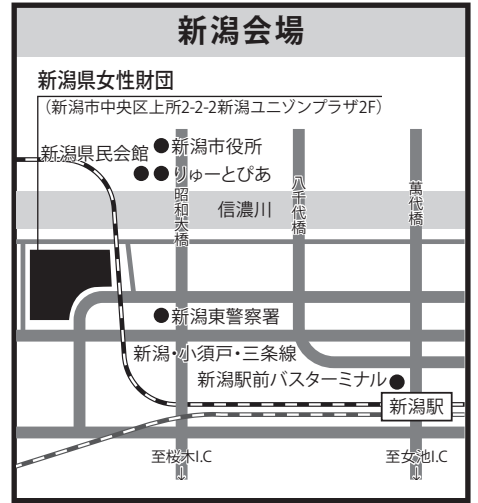 新潟会場
新潟県女性財団
（新潟市中央区上所2-2-2新潟ユニゾンプラザ2F）
新潟市役所
新潟県民会館
りゅーとぴあ
昭和大橋
八千代橋
萬代橋
信濃川
新潟東警察署
新潟・小須戸・三条線
新潟駅前バスターミナル
新潟駅
至桜木I.C
至女池I.C